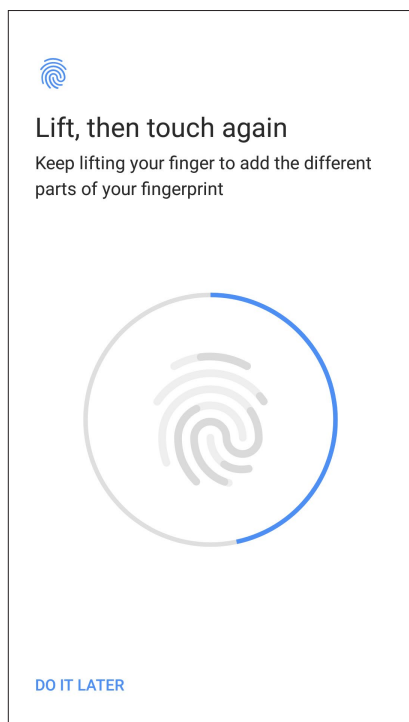 Lift, then touch again
Keep lifting your finger to add the different
parts of your fingerprint
DO IT LATER